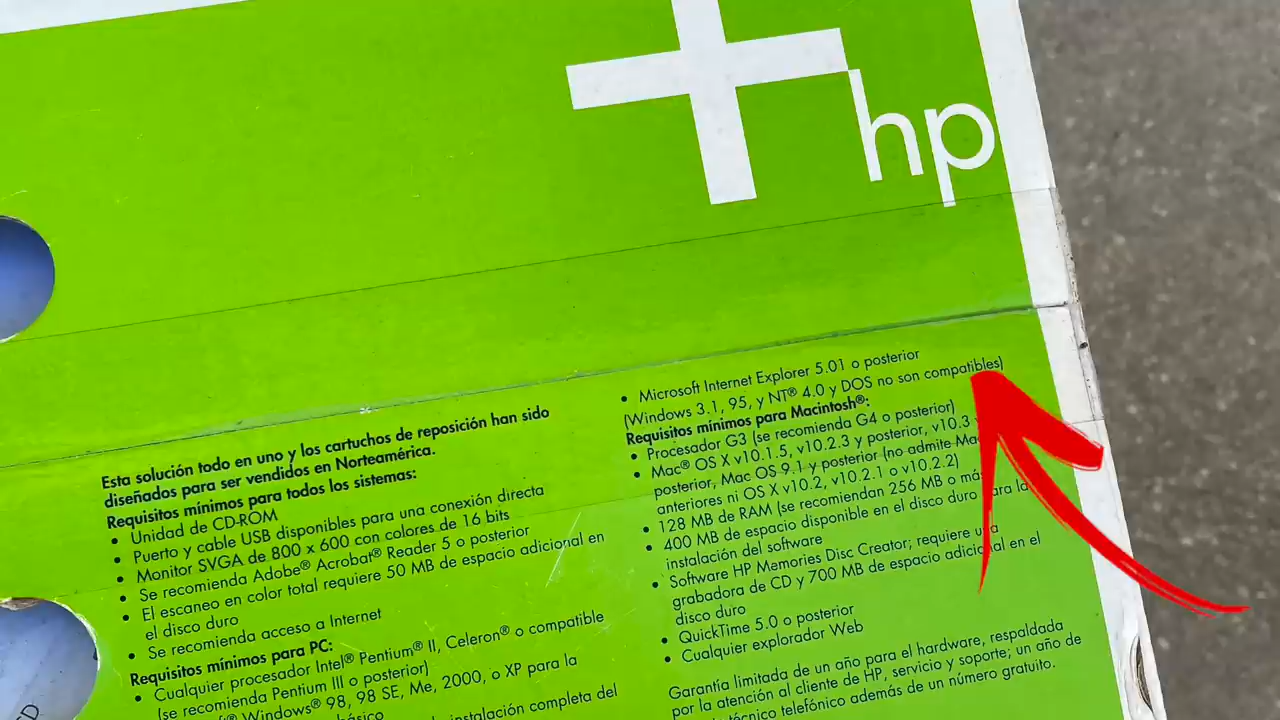 hp
Esta solución todo en uno y los cartuchos de reposición han sido
diseñados para ser vendidos en Norteamérica.
Requisitos mínimos para todos los sistemas:
• Unidad de CD-ROM
• Puerto y cable USB disponibles para una conexión directa
• Monitor SVGA de 800 x 600 con colores de 16 bits
• Se recomienda Adobe® Acrobat® Reader 5 o posterior
• El escaneo en color total requiere 50 MB de espacio adicional en
el disco duro
• Se recomienda acceso a Internet
Requisitos mínimos para PC:
• Cualquier procesador Intel® Pentium® II, Celeron® o compatible
(se recomienda Pentium III o posterior)
Windows® 98, 98 SE, Me, 2000, o XP para la
básico
instalación completa del
• Microsoft Internet Explorer 5.01 o posterior
(Windows 3.1, 95, y NT® 4.0 y DOS no son compatibles)
Requisitos mínimos para Macintosh®:
• Procesador G3 (se recomienda G4 o posterior)
• Mac® OS X v10.1.5, v10.2.3 y posterior, v10.3
posterior, Mac OS 9.1 y posterior (no admite Mac
anteriores ni OS X v10.2, v10.2.1 o v10.2.2)
• 128 MB de RAM (se recomiendan 256 MB o más
• 400 MB de espacio disponible en el disco duro para la
instalación del software
• Software HP Memories Disc Creator; requiere una
grabadora de CD y 700 MB de espacio adicional en el
disco duro
• QuickTime 5.0 o posterior
• Cualquier explorador Web
Garantía limitada de un año para el hardware, respaldada
por la atención al cliente de HP, servicio y soporte; un año de
técnico telefónico además de un número gratuito.